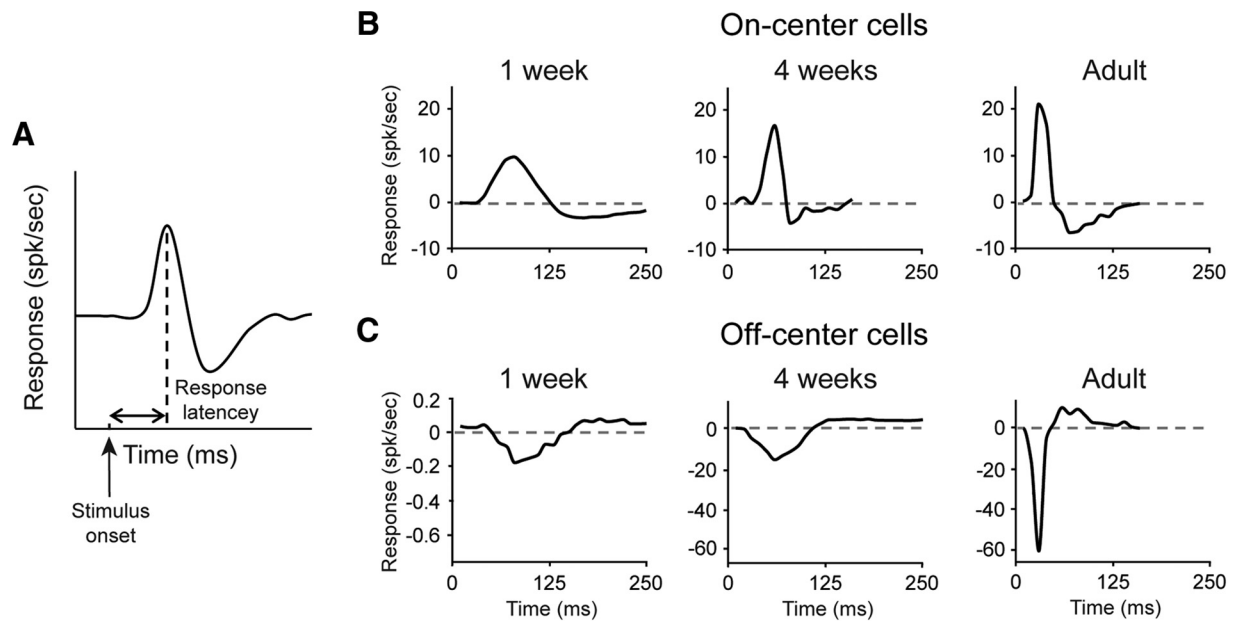 A
Response (spk/sec)
Response
latencey
Time (ms)
Stimulus
onset
B
On-center cells
1 week
4 weeks
Adult
Response (spk/sec)
20
10
0
-10
0
125
250
20
10
0
-10
0
125
250
20
10
0
-10
0
125
250
C
Off-center cells
1 week
4 weeks
Adult
Response (spk/sec)
0.2
0
-0.2
-0.4
-0.6
0
125
250
Time (ms)
0
-20
-40
-60
0
125
250
Time (ms)
0
-20
-40
-60
0
125
250
Time (ms)